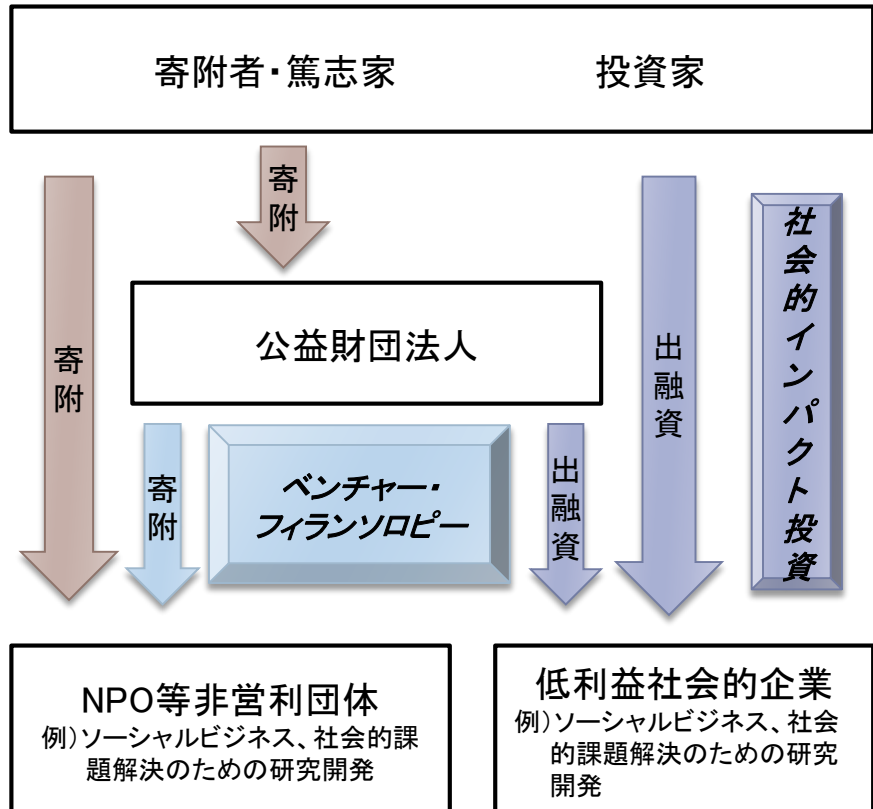 寄附者・篤志家　投資家
寄附
寄附
公益財団法人
出融資
社会的インパクト投資
寄附
ベンチャー・
フィランソロピー
出融資
NPO等非営利団体
例）ソーシャルビジネス、社会的課
題解決のための研究開発
低利益社会的企業
例）ソーシャルビジネス、社会
的課題解決のための研究
開発